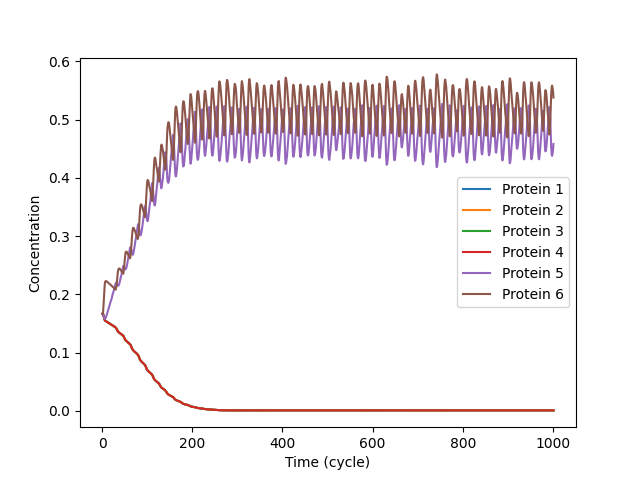 0.6
0.5
0.4
0.3
0.2
0.1
0.0
Concentration
Protein 1
Protein 2
Protein 3
Protein 4
Protein 5
Protein 6
0 200 400 600 800 1000
Time (cycle)